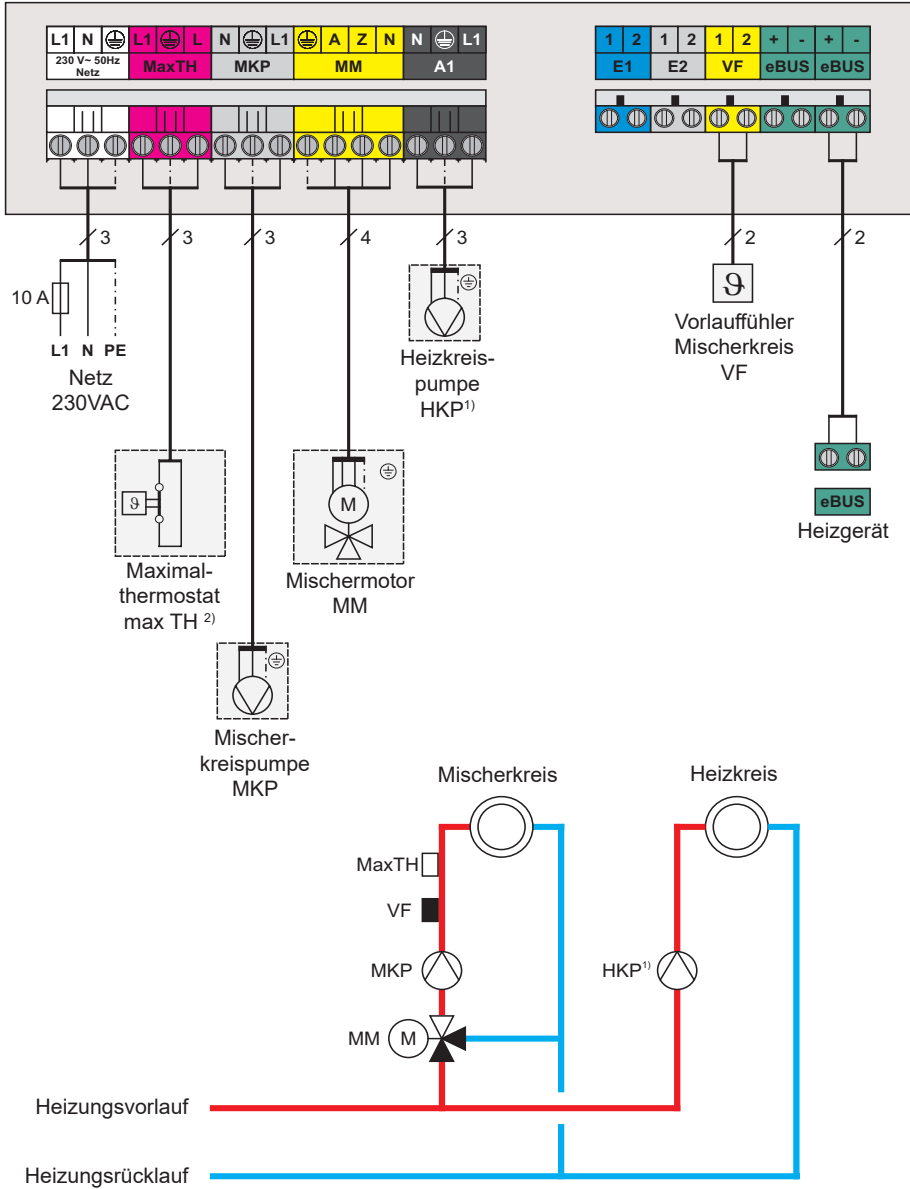 L1 N L1 L N L1 A Z N N L1
230 V~ 50Hz
Netz
MaxTH MKP MM A1
1 2 1 2 1 2 + - + -
E1 E2 VF eBUS eBUS
3 3 3 4 3 2 2
10 A
L1 N PE
Netz
230VAC
Heizkreis-
pumpe
HKP1)
ϑ
Vorlauffühler
Mischerkreis
VF
eBUS
Heizgerät
ϑ
Maximal-
thermostat
max TH 2)
M
Mischermotor
MM
Mischer-
kreispumpe
MKP
Mischerkreis
Heizkreis
MaxTH
VF
MKP
HKP1)
MM M
Heizungsvorlauf
Heizungsrücklauf